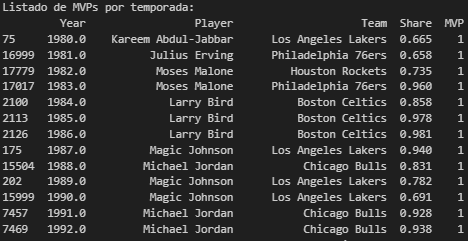 Listado de MVPs por temporada:
Year Player Team Share MVP
75 1980.0 Kareem Abdul-Jabbar Los Angeles Lakers 0.665 1
16999 1981.0 Julius Erving Philadelphia 76ers 0.658 1
17779 1982.0 Moses Malone Houston Rockets 0.735 1
17017 1983.0 Moses Malone Philadelphia 76ers 0.960 1
2100 1984.0 Larry Bird Boston Celtics 0.858 1
2113 1985.0 Larry Bird Boston Celtics 0.978 1
2126 1986.0 Larry Bird Boston Celtics 0.981 1
175 1987.0 Magic Johnson Los Angeles Lakers 0.940 1
15504 1988.0 Michael Jordan Chicago Bulls 0.831 1
202 1989.0 Magic Johnson Los Angeles Lakers 0.782 1
15999 1990.0 Magic Johnson Los Angeles Lakers 0.691 1
7457 1991.0 Michael Jordan Chicago Bulls 0.928 1
7469 1992.0 Michael Jordan Chicago Bulls 0.938 1